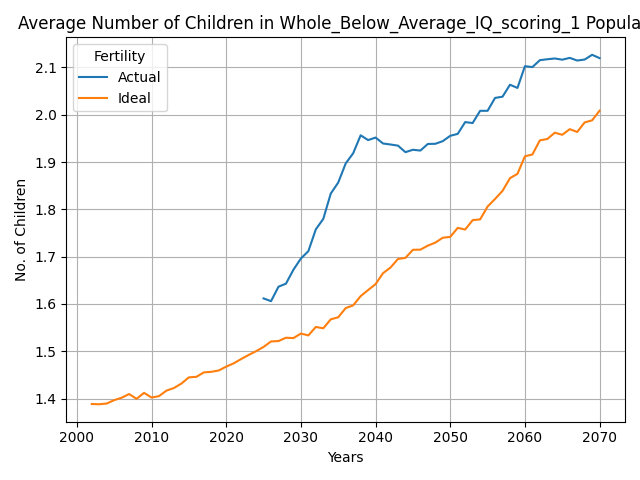 Average Number of Children in Whole_Below_Average_IQ_scoring_1 Popula
Fertility
Actual
Ideal
No. of Children
2.1
2.0
1.9
1.8
1.7
1.6
1.5
1.4
2000 2010 2020 2030 2040 2050 2060 2070
Years